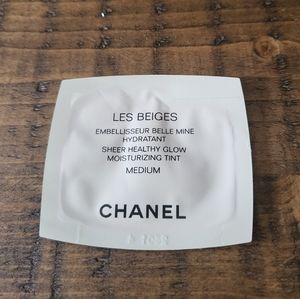 LES BEIGES
EMBELLISSEUR BELLE MINE
HYDRATANT
SHEER HEALTHY GLOW
MOISTURIZING TINT
MEDIUM
CHANEL